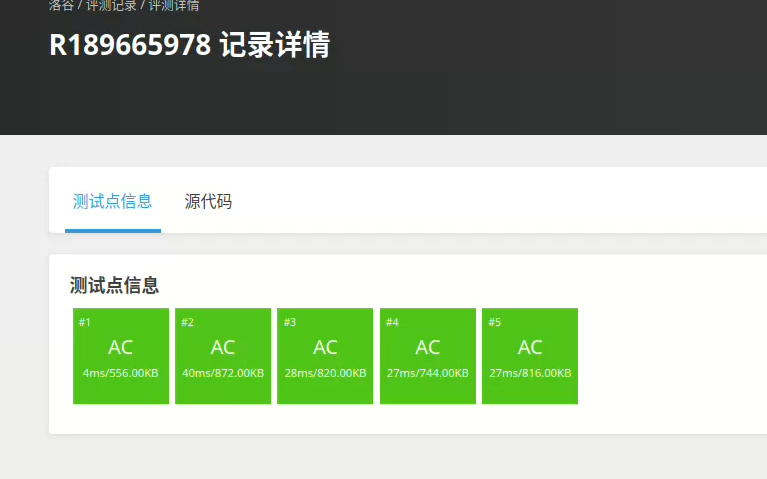 洛谷 / 评测记录 / 评测详情
R189665978 记录详情
测试点信息 源代码
测试点信息
#1 #2 #3 #4 #5
AC AC AC AC AC
4ms/556.00KB 40ms/872.00KB 28ms/820.00KB 27ms/744.00KB 27ms/816.00KB